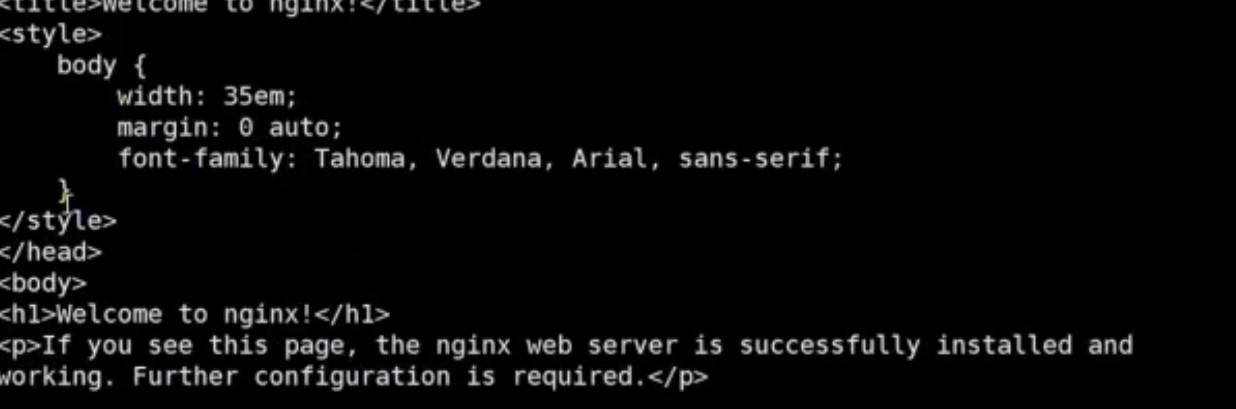 <title>Welcome to nginx!</title>
<style>
    body {
        width: 35em;
        margin: 0 auto;
        font-family: Tahoma, Verdana, Arial, sans-serif;
    }
</style>
</head>
<body>
<h1>Welcome to nginx!</h1>
<p>If you see this page, the nginx web server is successfully installed and
working. Further configuration is required.</p>